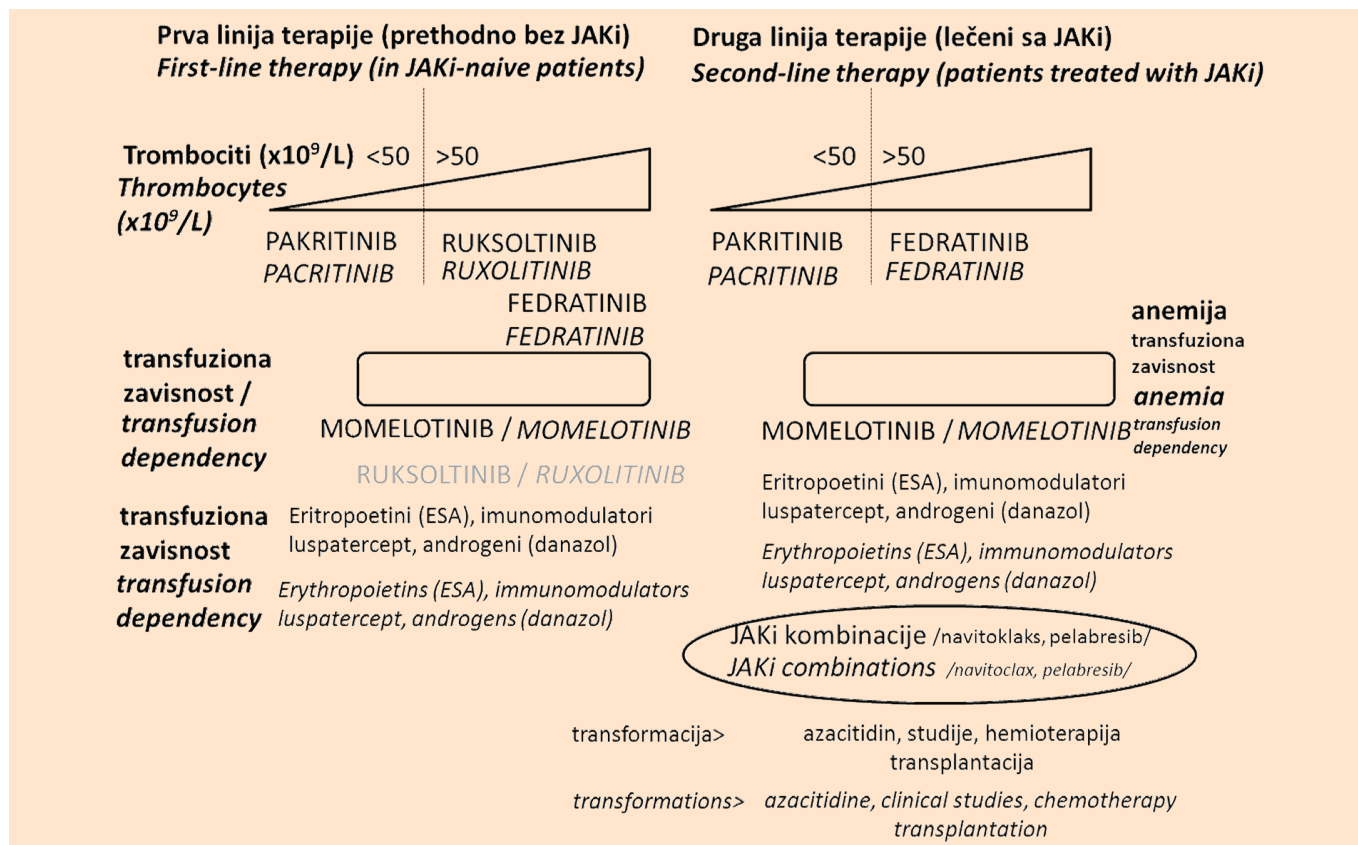 Prva linija terapije (prethodno bez JAKi)
First-line therapy (in JAKi-naive patients)
Trombociti (x10⁹/L) <50 >50
Thrombocytes
(x10⁹/L)
PAKRITINIB
PACRITINIB
RUKSOLTINIB
RUXOLITINIB
FEDRATINIB
FEDRATINIB
transfuziona
zavisnost /
transfusion
dependency
MOMELOTINIB / MOMELOTINIB
RUKSOLTINIB / RUXOLITINIB
transfuziona
zavisnost
transfusion
dependency
Eritropoetini (ESA), imunomodulatori
luspatercept, androgeni (danazol)
Erythropoietins (ESA), immunomodulators
luspatercept, androgens (danazol)
Druga linija terapije (lečeni sa JAKi)
Second-line therapy (patients treated with JAKi)
<50 >50
PAKRITINIB
PACRITINIB
FEDRATINIB
FEDRATINIB
anemija
transfuziona
zavisnost
anemia
transfusion
dependency
MOMELOTINIB / MOMELOTINIB
Eritropoetini (ESA), imunomodulatori
luspatercept, androgeni (danazol)
Erythropoietins (ESA), immunomodulators
luspatercept, androgens (danazol)
JAKi kombinacije /navitoklaks, pelabresib/
JAKi combinations /navitoclax, pelabresib/
transformacija> azacitidin, studije, hemioterapija
transplantacija
transformations> azacitidine, clinical studies, chemotherapy
transplantation